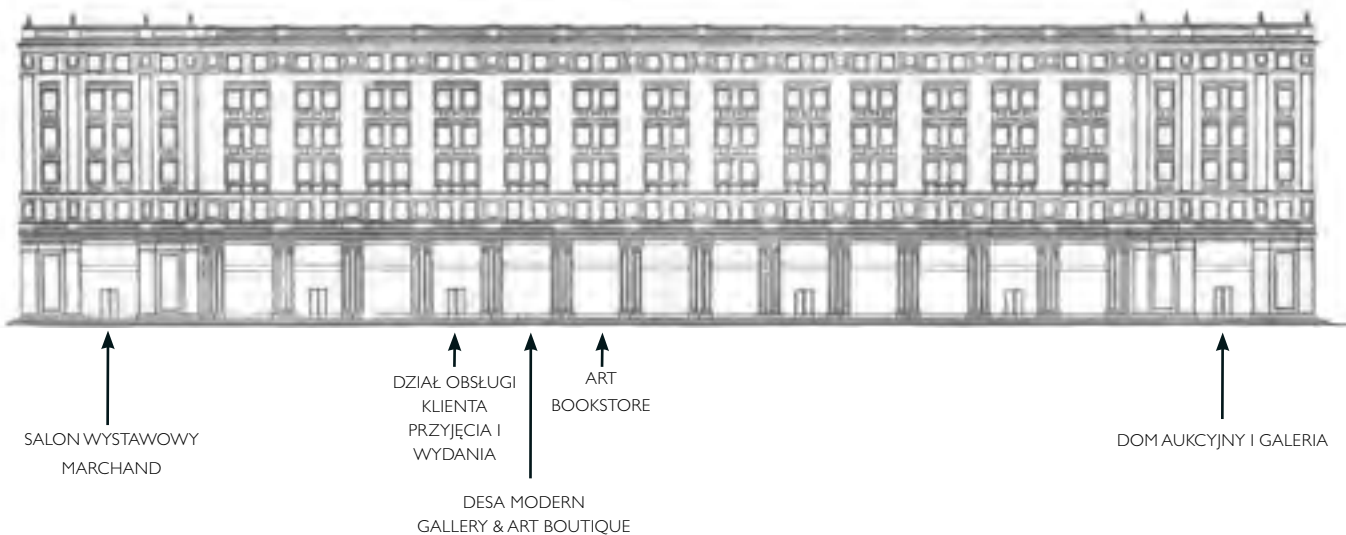 SALON WYSTAWOWY
MARCHAND
DZIAŁ OBSŁUGI
KLIENTA
PRZYJĘCIA I
WYDANIA
DESA MODERN
GALLERY & ART BOUTIQUE
ART
BOOKSTORE
DOM AUKCYJNY I GALERIA